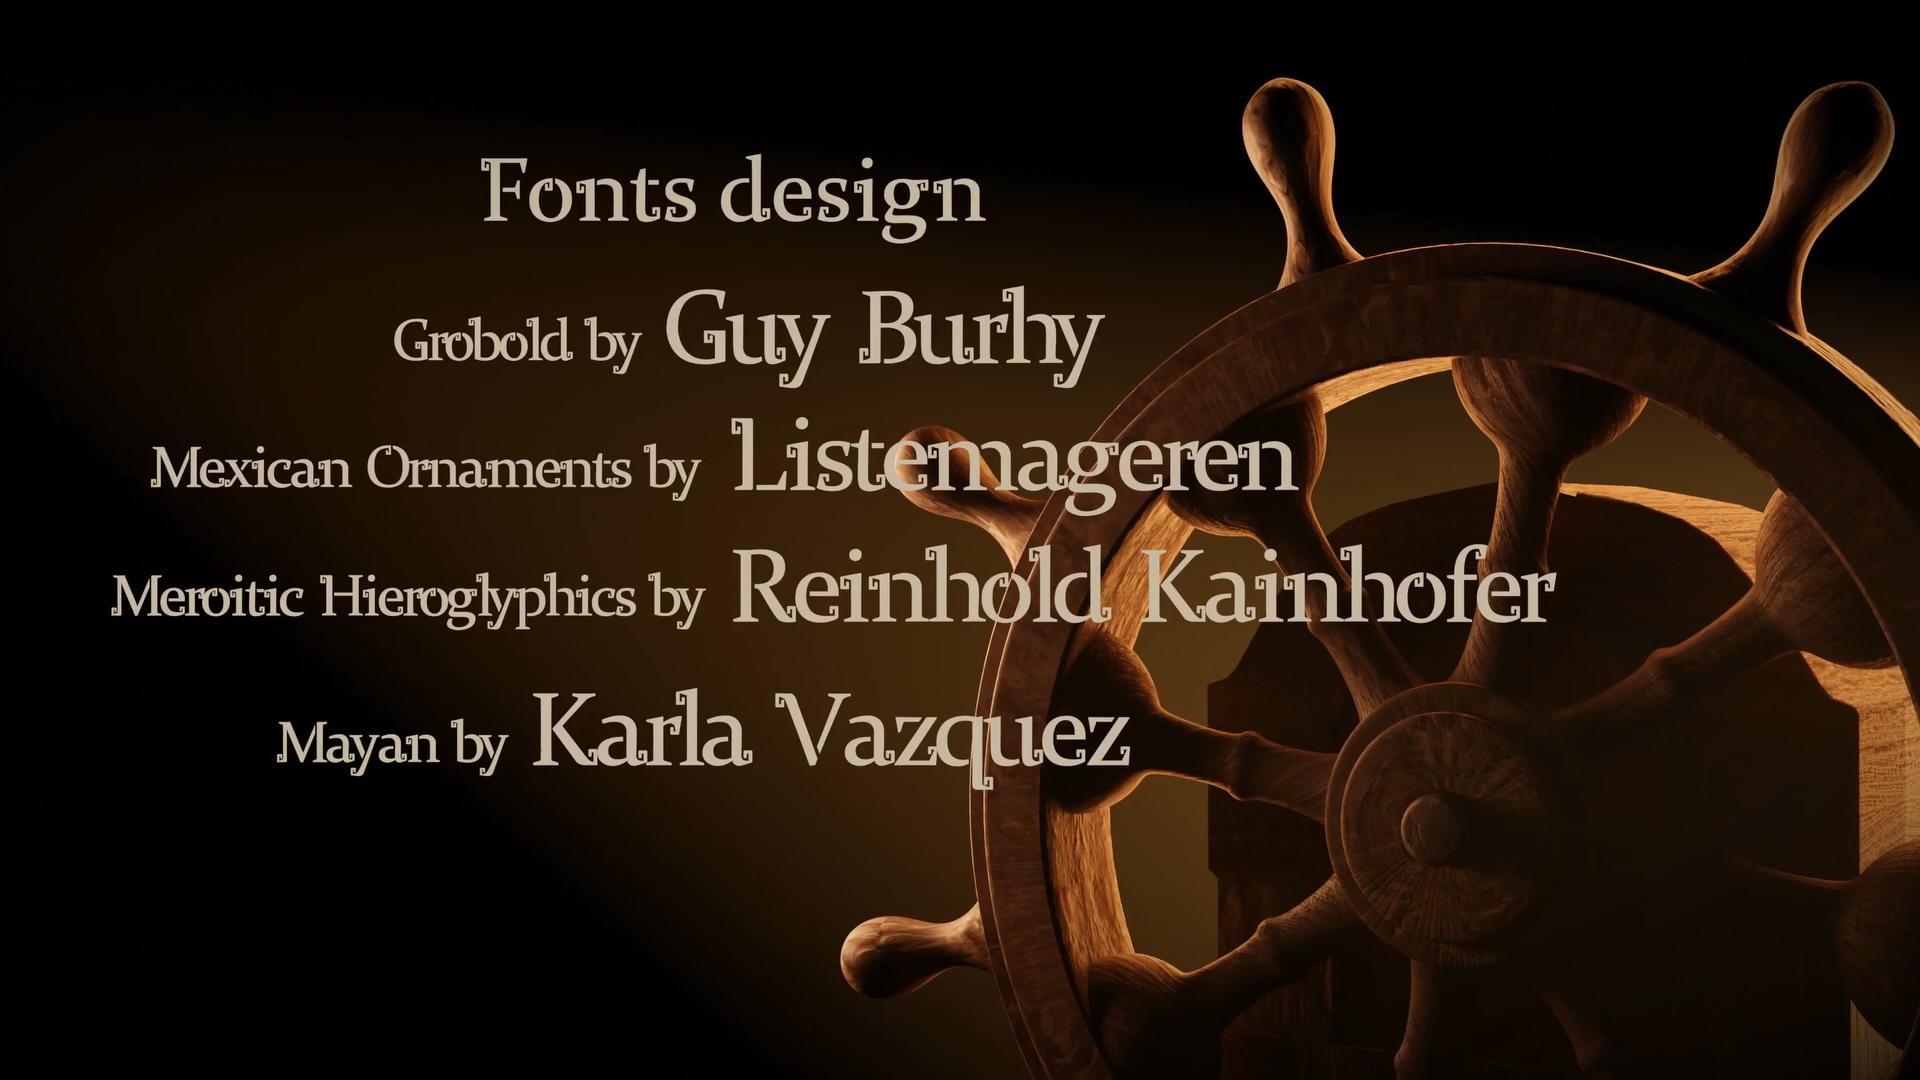 Fonts design
Grobold by Guy Burhy
Mexican Ornaments by Listemageren
Meroitic Hieroglyphics by Reinhold Kainhofer
Mayan by Karla Vazquez